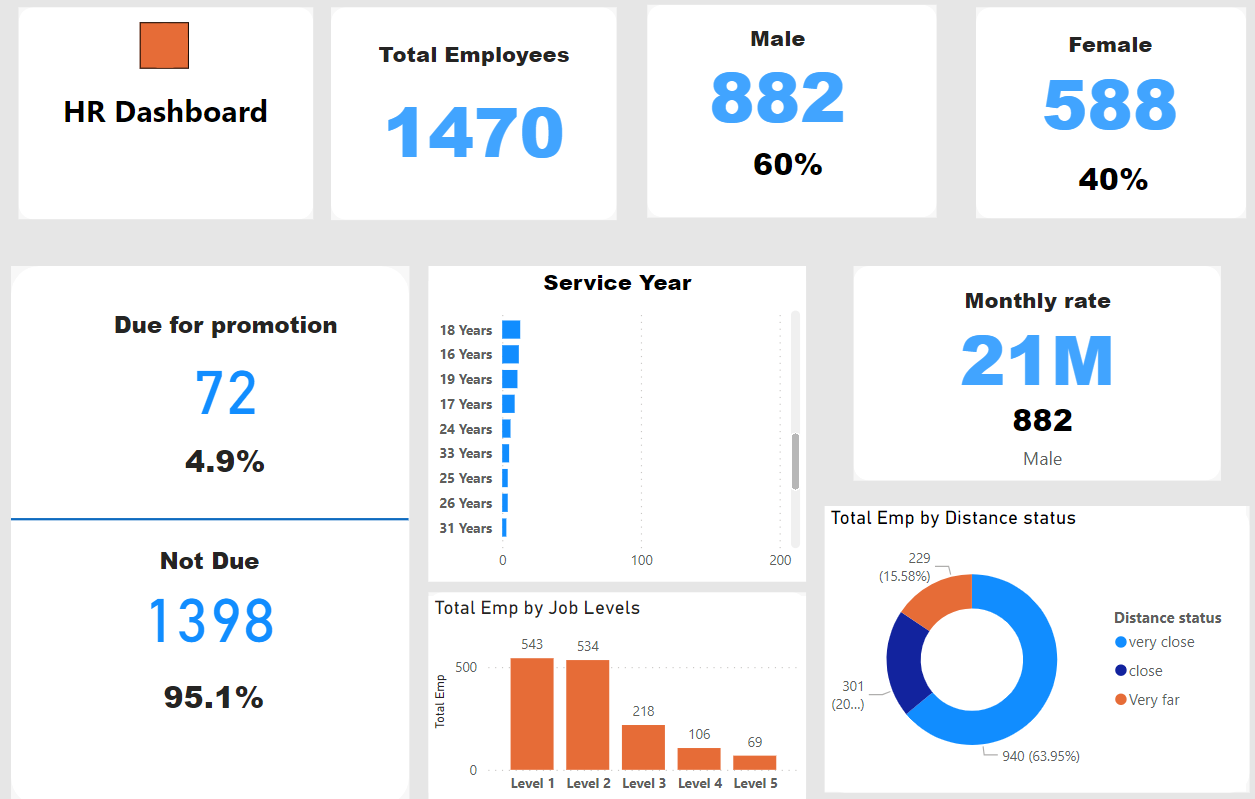 HR Dashboard
Total Employees
1470
Male
882
60%
Female
588
40%
Due for promotion
72
4.9%
Not Due
1398
95.1%
Service Year
18 Years
16 Years
19 Years
17 Years
24 Years
33 Years
25 Years
26 Years
31 Years
0 100 200
Monthly rate
21M
882
Male
Total Emp by Job Levels
Total Emp
500
0
543 534 218 106 69
Level 1 Level 2 Level 3 Level 4 Level 5
Total Emp by Distance status
229
(15.58%)
301
(20...)
940 (63.95%)
Distance status
very close
close
Very far